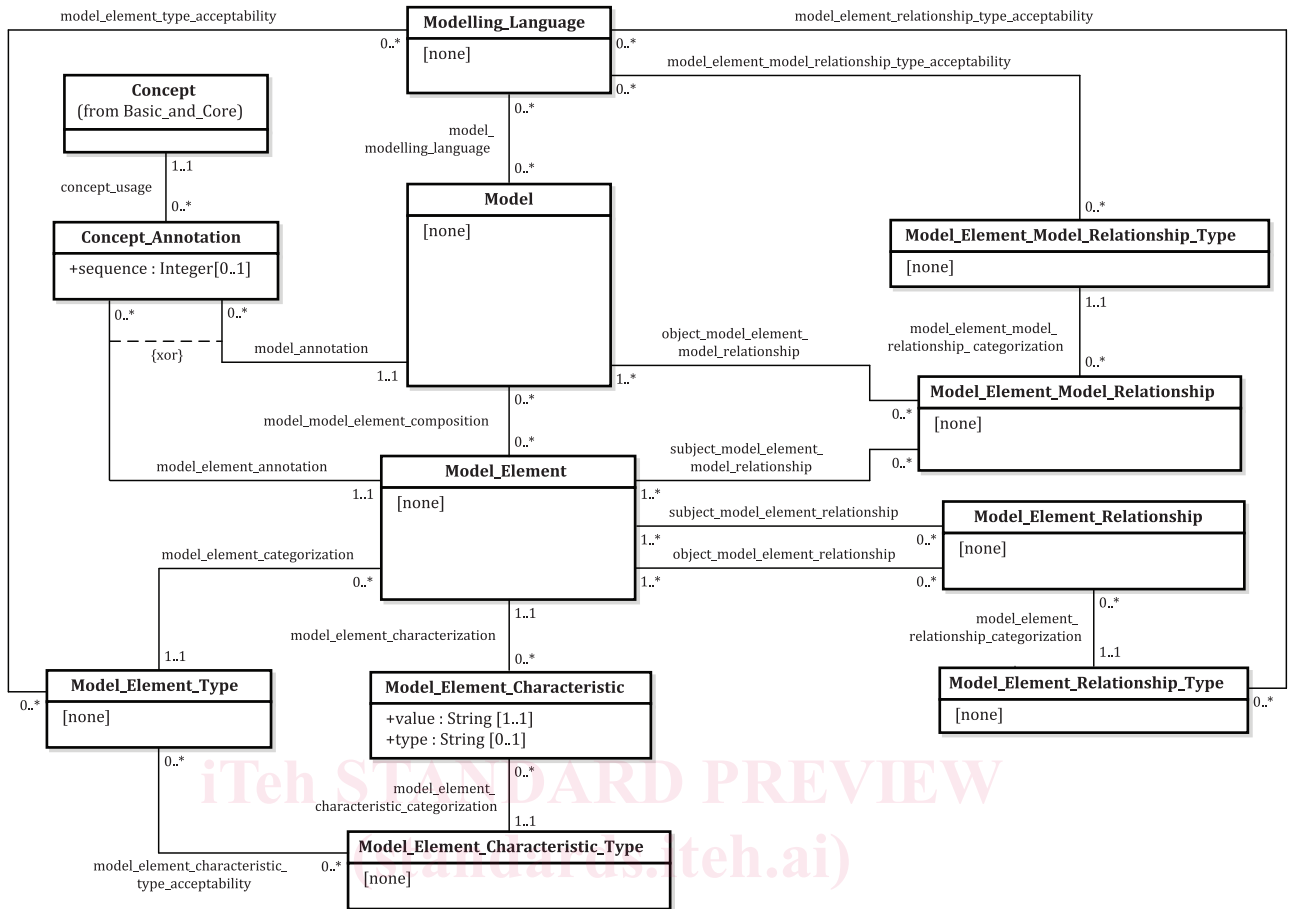 model_element_type_acceptability
Modelling_Language
model_element_relationship_type_acceptability
0..*
0..*
[none]
model_element_model_relationship_type_acceptability
0..*
Concept
(from Basic_and_Core)
0..*
model_
modelling_language
1..1
concept_usage
0..*
0..*
0..*
Model
[none]
Concept_Annotation
+sequence : Integer[0..1]
Model_Element_Model_Relationship_Type
[none]
0..*
0..*
{xor}
model_annotation
1..1
1..1
model_element_model_
relationship_ categorization
0..*
object_model_element_
model_relationship
1..*
Model_Element_Model_Relationship
[none]
0..*
0..*
0..*
model_model_element_composition
0..*
subject_model_element_
model_relationship
model_element_annotation
1..1
Model_Element
[none]
1..*
subject_model_element_relationship
1..*
0..*
Model_Element_Relationship
[none]
object_model_element_relationship
1..*
0..*
model_element_categorization
0..*
0..*
model_element_
relationship_categorization
1..1
1..1
model_element_characterization
0..*
1..1
Model_Element_Type
[none]
0..*
Model_Element_Characteristic
+value : String [1..1]
+type : String [0..1]
Model_Element_Relationship_Type
[none]
0..*
0..*
0..*
model_element_
characteristic_categorization
1..1
iTeh STANDARD PREVIEW
(standards.iteh.ai)
Model_Element_Characteristic_Type
[none]
0..*
model_element_characteristic_
type_acceptability